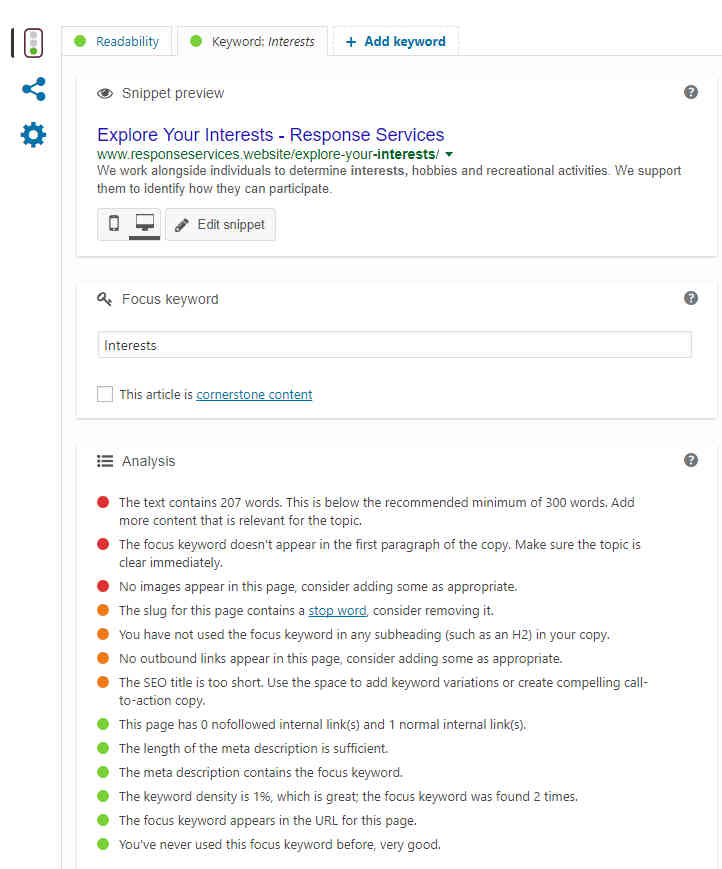 Readability
Keyword: Interests
+ Add keyword
Snippet preview
?
Explore Your Interests - Response Services
www.responseservices.website/explore-your-interests/
We work alongside individuals to determine interests, hobbies and recreational activities. We support
them to identify how they can participate.
Edit snippet
Focus keyword
?
Interests
This article is cornerstone content
Analysis
?
The text contains 207 words. This is below the recommended minimum of 300 words. Add
more content that is relevant for the topic.
The focus keyword doesn't appear in the first paragraph of the copy. Make sure the topic is
clear immediately.
No images appear in this page, consider adding some as appropriate.
The slug for this page contains a stop word, consider removing it.
You have not used the focus keyword in any subheading (such as an H2) in your copy.
No outbound links appear in this page, consider adding some as appropriate.
The SEO title is too short. Use the space to add keyword variations or create compelling call-
to-action copy.
This page has 0 nofollowed internal link(s) and 1 normal internal link(s).
The length of the meta description is sufficient.
The meta description contains the focus keyword.
The keyword density is 1%, which is great; the focus keyword was found 2 times.
The focus keyword appears in the URL for this page.
You've never used this focus keyword before, very good.